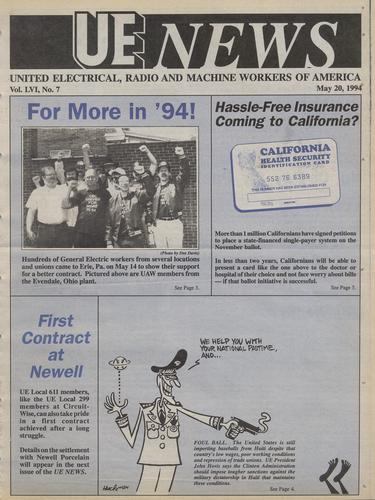 UE NEWS
UNITED ELECTRICAL, RADIO AND MACHINE WORKERS OF AMERICA
Vol. LVI, No. 7
May 20, 1994
For More in '94!
(Photo by Jim Davis)
Hundreds of General Electric workers from several locations
and unions came to Erie, Pa. on May 14 to show their support
for a better contract. Pictured above are UAW members from
the Evendale, Ohio plant.
See Page 3.
Hassle-Free Insurance
Coming to California?
CALIFORNIA
HEALTH SECURITY
IDENTIFICATION CARD
552 76 6389
More than 1 million Californians have signed petitions
to place a state-financed single-payer system on the
November ballot.
In less than two years, Californians will be able to
present a card like the one above to the doctor or
hospital of their choice and not face worry about bills
— if that ballot initiative is successful.
See Page 5.
First
Contract
at
Newell
UE Local 611 members,
like the UE Local 299
members at Circuit-
Wise, can also take pride
in a first contract
achieved after a long
struggle.
Details on the settlement
with Newell Porcelain
will appear in the next
issue of the UE NEWS.
WE HELP YOU WITH
YOUR NATIONAL PASTIME,
AND...
FOUL BALL. The United States is still
importing baseballs from Haiti despite that
country's low wages, poor working conditions
and repression of trade unions. UE President
John Hovis says the Clinton Administration
should impose tougher sanctions against the
military dictatorship in Haiti that maintains
these conditions.
See Page 4.